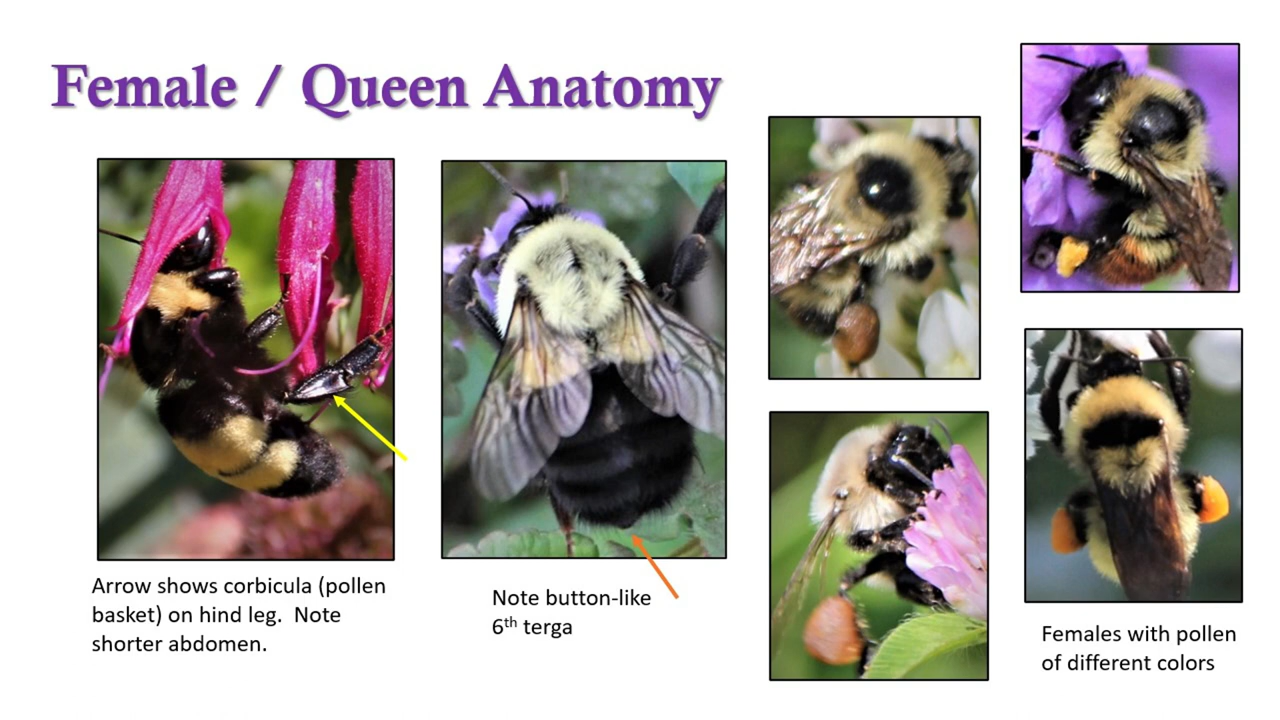 Female / Queen Anatomy
Arrow shows corbicula (pollen
basket) on hind leg.  Note
shorter abdomen.
Note button-like
6th terga
Females with pollen
of different colors